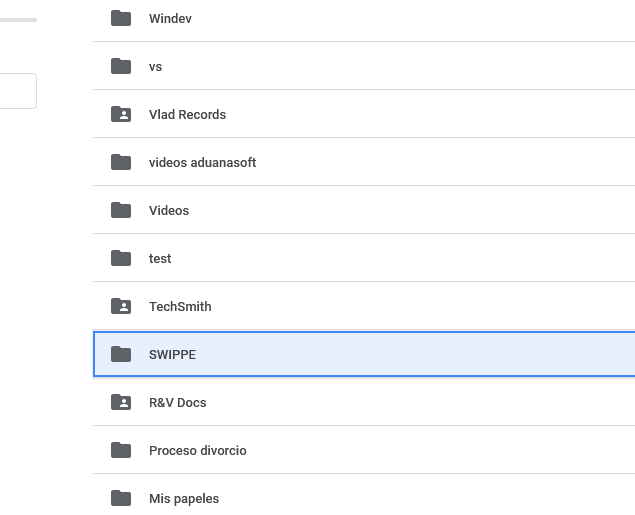 Windev
vs
Vlad Records
videos aduanasoft
Videos
test
TechSmith
SWIPPE
R&V Docs
Proceso divorcio
Mis papeles